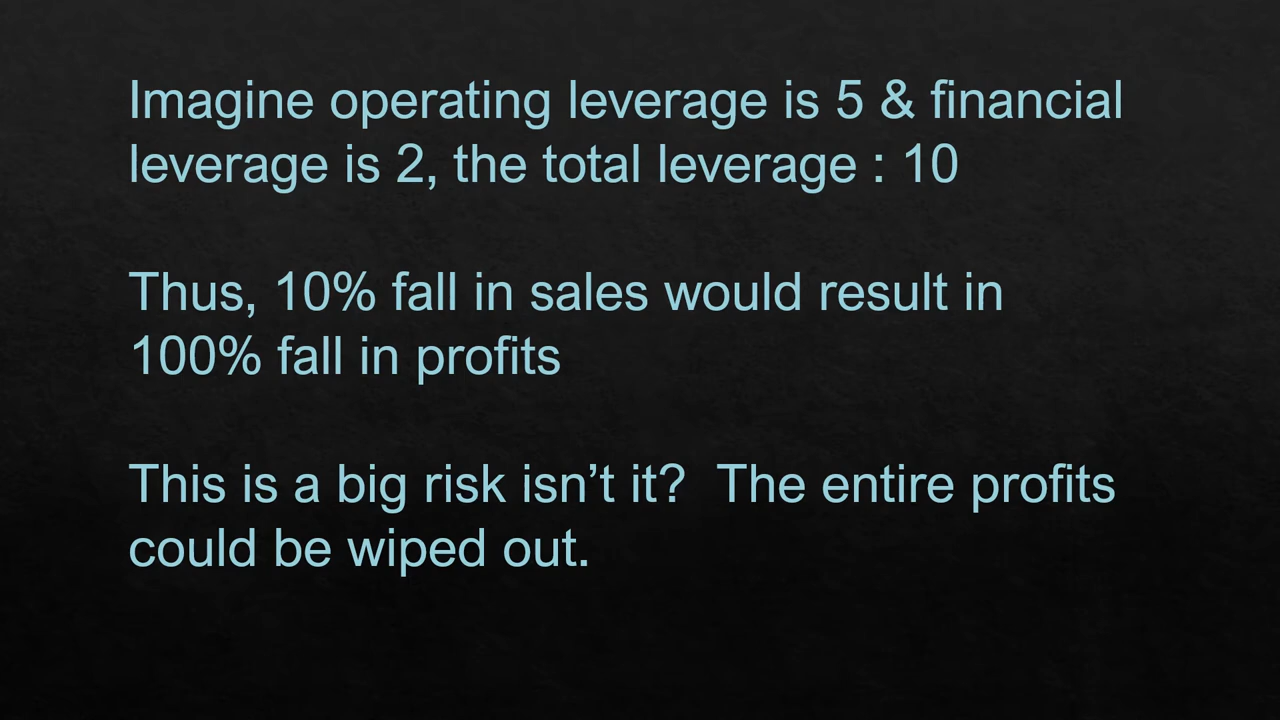 Imagine operating leverage is 5 & financial
leverage is 2, the total leverage : 10
Thus, 10% fall in sales would result in
100% fall in profits
This is a big risk isn’t it?  The entire profits
could be wiped out.